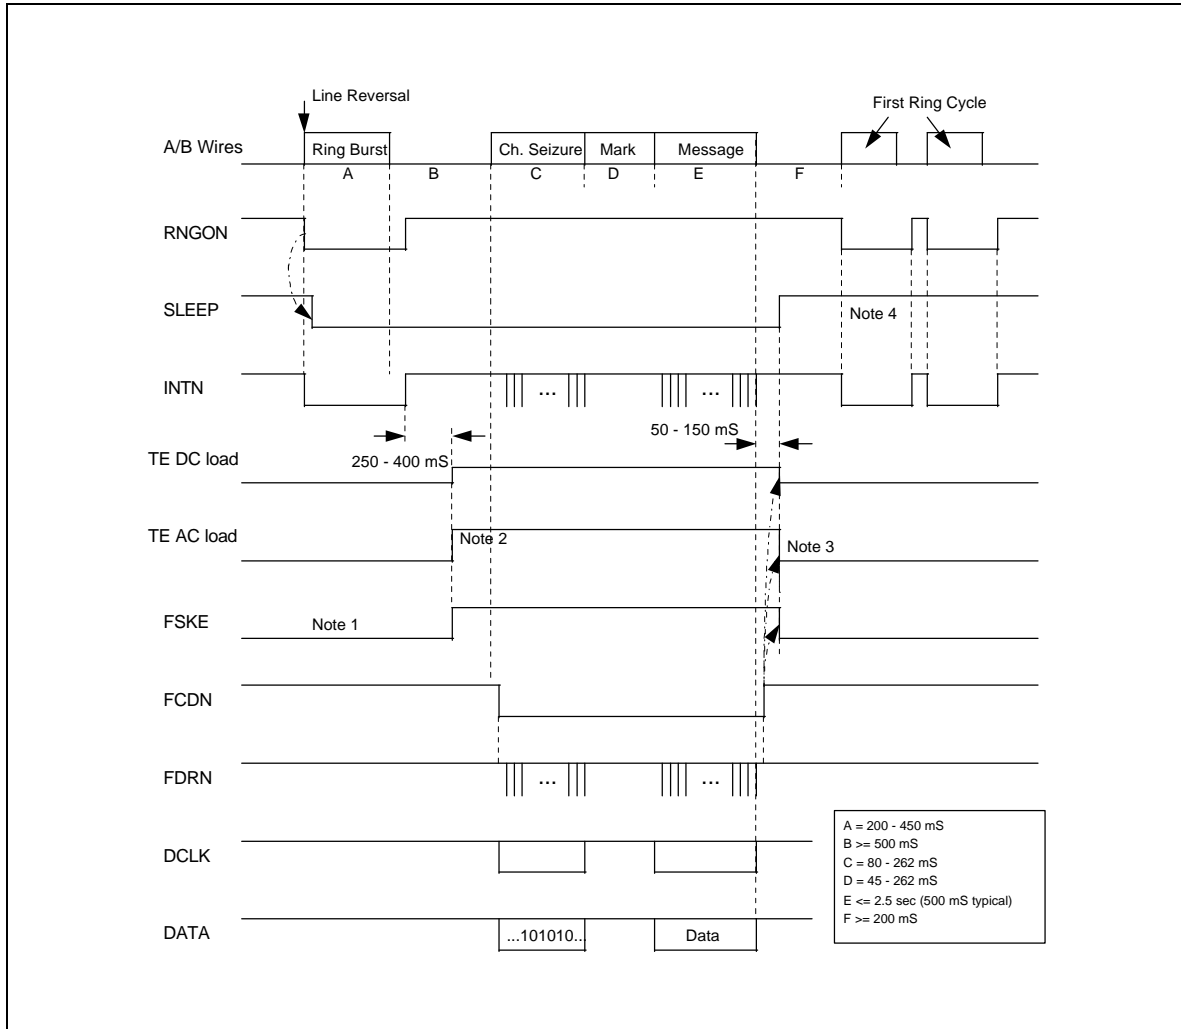 Line Reversal
First Ring Cycle
A/B Wires
Ring Burst
Ch. Seizure
Mark
Message
A
B
C
D
E
F
RNGON
SLEEP
Note 4
INTN
...
...
50 - 150 mS
250 - 400 mS
TE DC load
TE AC load
Note 2
Note 3
FSKE
Note 1
FCDN
FDRN
...
...
DCLK
DATA
...101010...
Data
A = 200 - 450 mS
B >= 500 mS
C = 80 - 262 mS
D = 45 - 262 mS
E <= 2.5 sec (500 mS typical)
F >= 200 mS